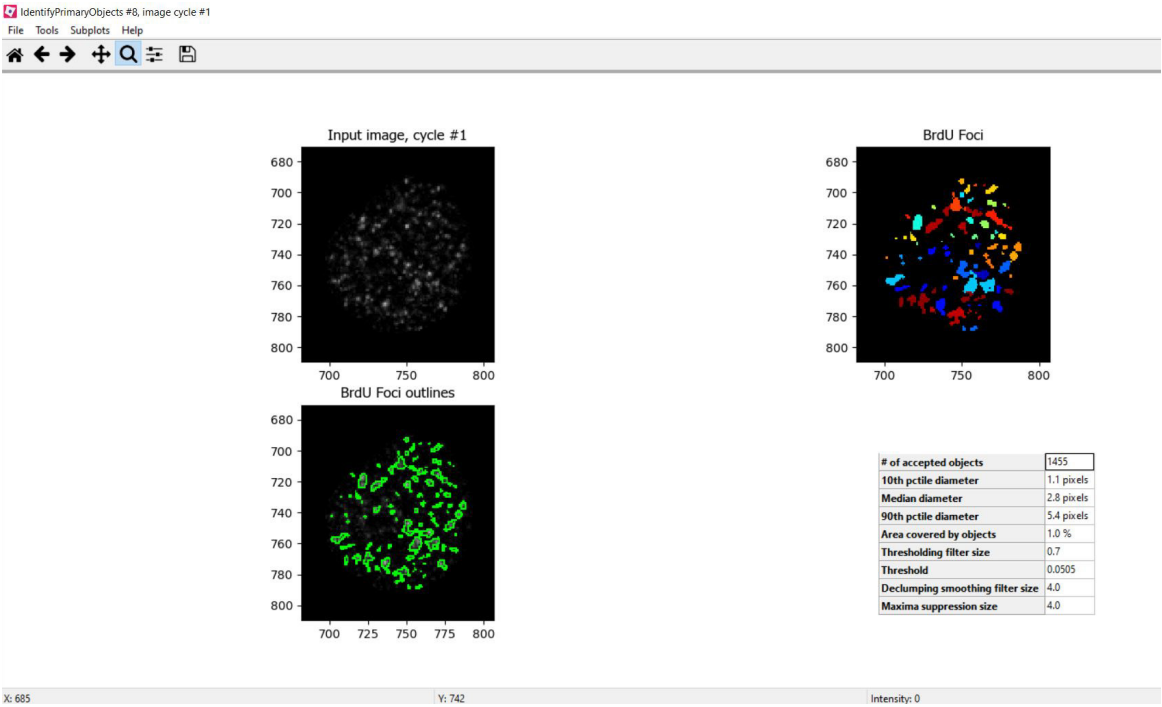 IdentifyPrimaryObjects #8, image cycle #1
File Tools Subplots Help
Input image, cycle #1
680
700
720
740
760
780
800
700 750 800
BrdU Foci
680
700
720
740
760
780
800
700 750 800
BrdU Foci outlines
680
700
720
740
760
780
800
700 725 750 775 800
# of accepted objects 1455
10th pctile diameter 1.1 pixels
Median diameter 2.8 pixels
90th pctile diameter 5.4 pixels
Area covered by objects 1.0 %
Thresholding filter size 0.7
Threshold 0.0505
Declumping smoothing filter size 4.0
Maxima suppression size 4.0
X: 685 Y: 742 Intensity: 0